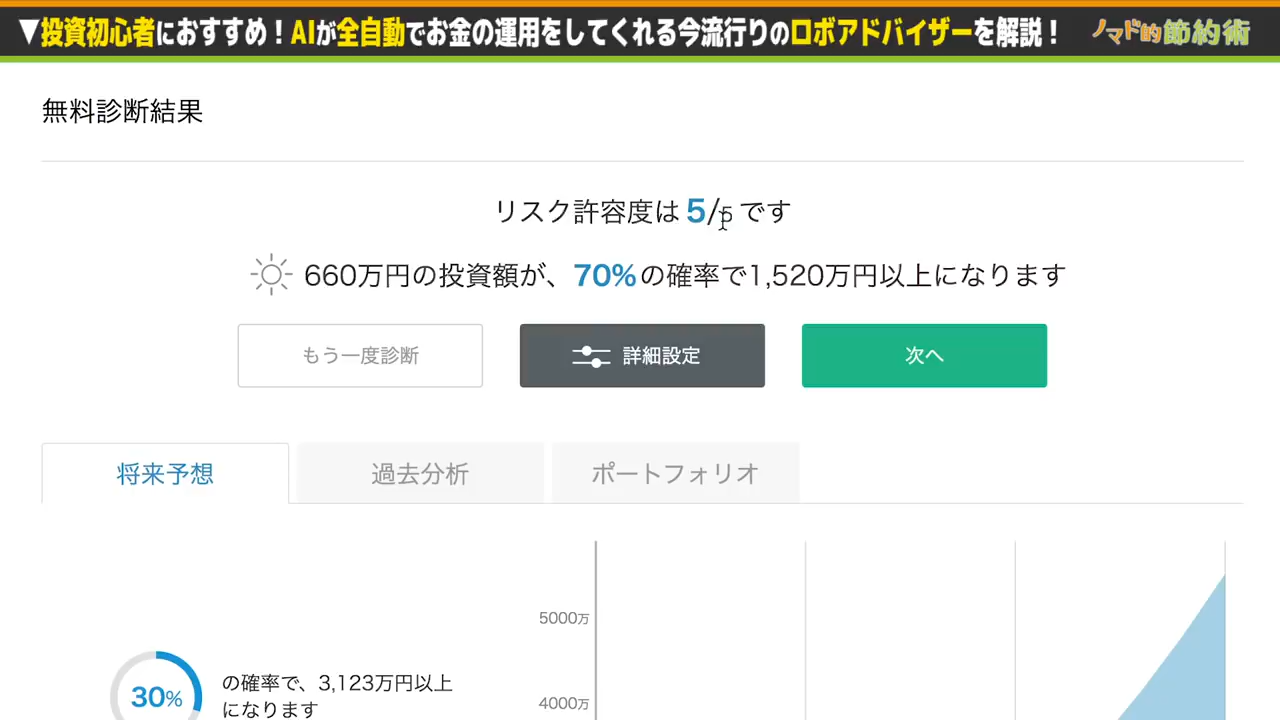 ▼投資初心者におすすめ！AIが全自動でお金の運用をしてくれる今流行りのロボアドバイザーを解説！
ノマド的節約術
無料診断結果
リスク許容度は 5/5 です
660万円の投資額が、70%の確率で1,520万円以上になります
もう一度診断
詳細設定
次へ
将来予想
過去分析
ポートフォリオ
5000万
4000万
30%
の確率で、3,123万円以上
になります